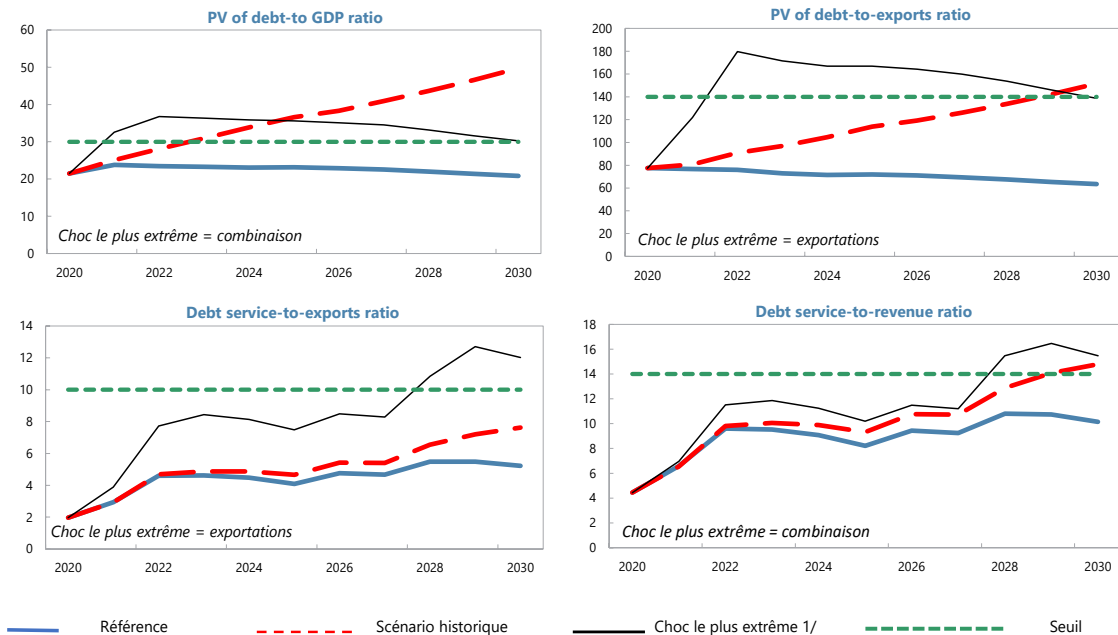 PV of debt-to GDP ratio
60
50
40
30
20
10
0
Choc le plus extrême = combinaison
2020 2022 2024 2026 2028 2030
PV of debt-to-exports ratio
200
180
160
140
120
100
80
60
40
20
0
Choc le plus extrême = exportations
2020 2022 2024 2026 2028 2030
Debt service-to-exports ratio
14
12
10
8
6
4
2
0
Choc le plus extrême = exportations
2020 2022 2024 2026 2028 2030
Debt service-to-revenue ratio
18
16
14
12
10
8
6
4
2
0
Choc le plus extrême = combinaison
2020 2022 2024 2026 2028 2030
Référence Scénario historique Choc le plus extrême 1/ Seuil